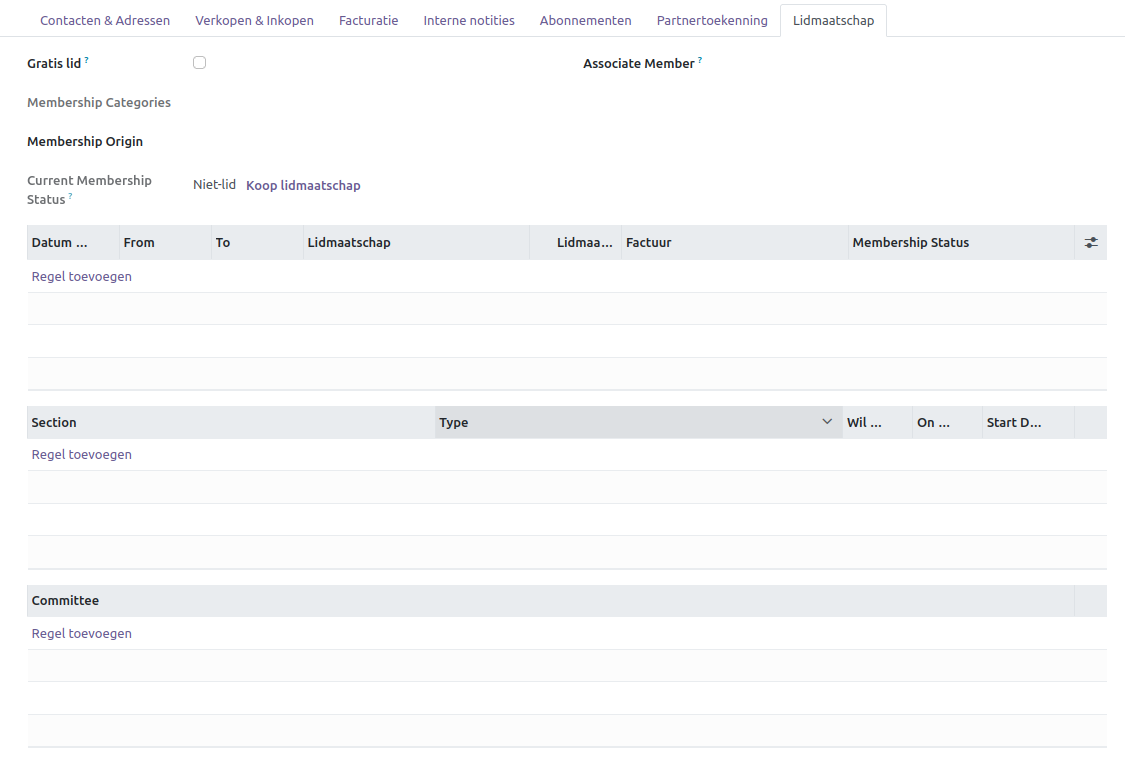 Contacten & Adressen Verkopen & Inkopen Facturatie Interne notities Abonnementen Partnertoekenning Lidmaatschap
Gratis lid ? Associate Member ?
Membership Categories
Membership Origin
Current Membership
Status ? Niet-lid Koop lidmaatschap
Datum ... From To Lidmaatschap Lidmaa... Factuur Membership Status
Regel toevoegen
Section Type Wil ... On ... Start D...
Regel toevoegen
Committee
Regel toevoegen